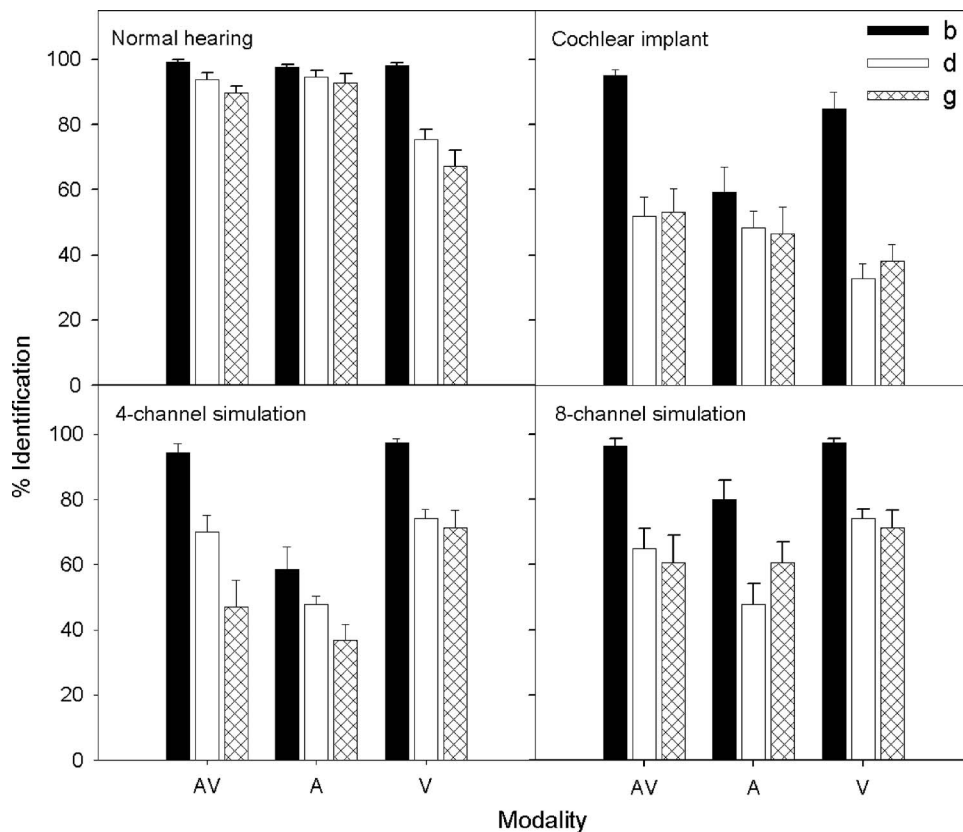 Normal hearing
Cochlear implant
b
d
g
100
80
60
40
20
0
4-channel simulation
8-channel simulation
100
80
60
40
20
0
% Identification
AV A V
AV A V
Modality